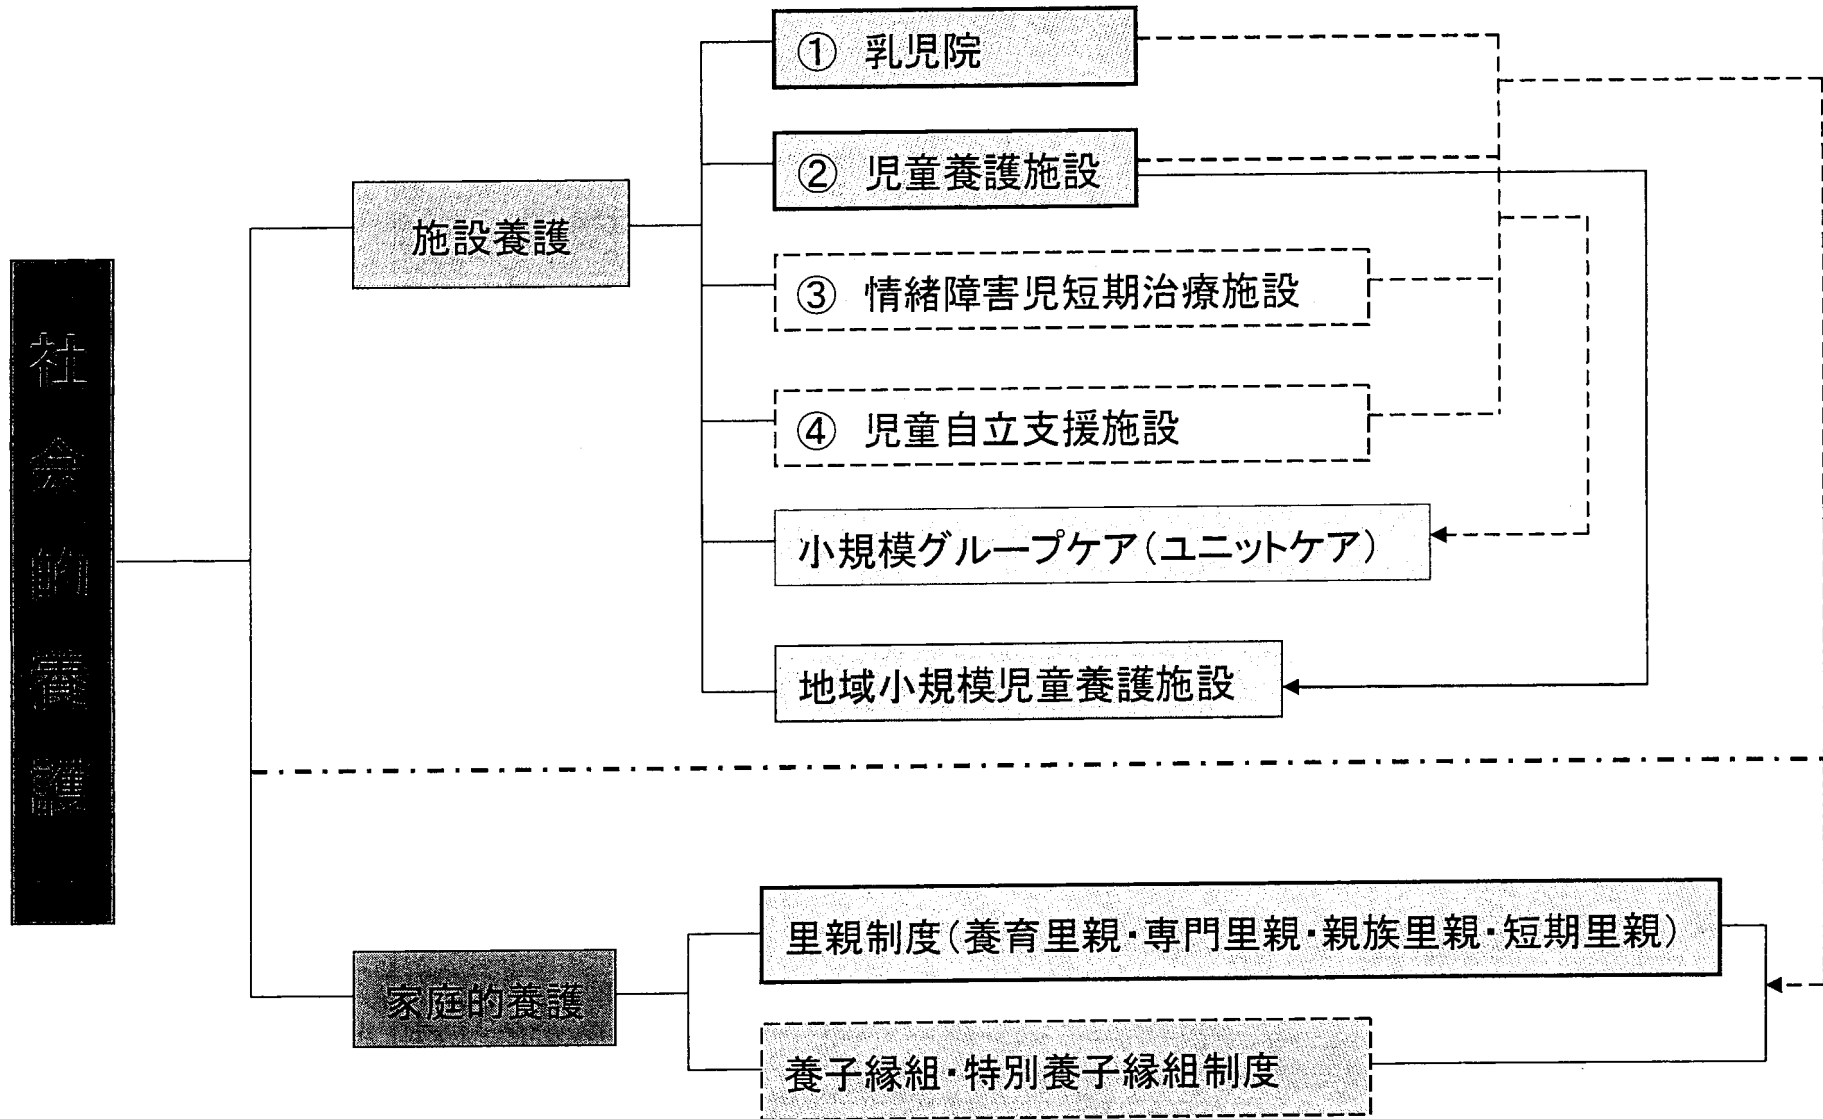 社会的養護
施設養護
① 乳児院
② 児童養護施設
③ 情緒障害児短期治療施設
④ 児童自立支援施設
小規模グループケア(ユニットケア)
地域小規模児童養護施設
家庭的養護
里親制度(養育里親・専門里親・親族里親・短期里親)
養子縁組・特別養子縁組制度